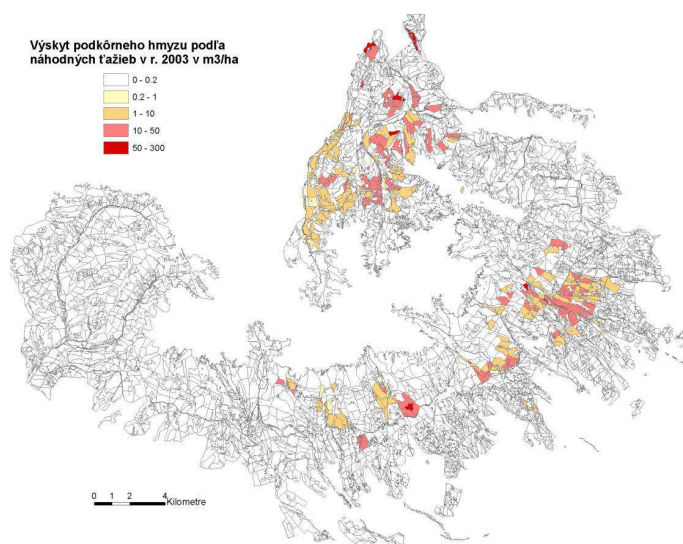 Výskyt podkôrneho hmyzu podľa
náhodných ťažieb v r. 2003 v m3/ha
0 - 0.2
0.2 - 1
1 - 10
10 - 50
50 - 300
0 1 2 4
Kilometre